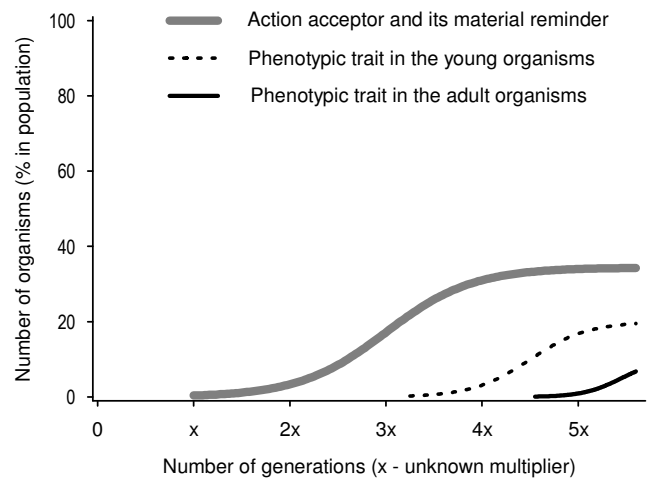 100
80
60
40
20
0
Number of organisms (% in population)
Action acceptor and its material reminder
Phenotypic trait in the young organisms
Phenotypic trait in the adult organisms
0 x 2x 3x 4x 5x
Number of generations (x - unknown multiplier)